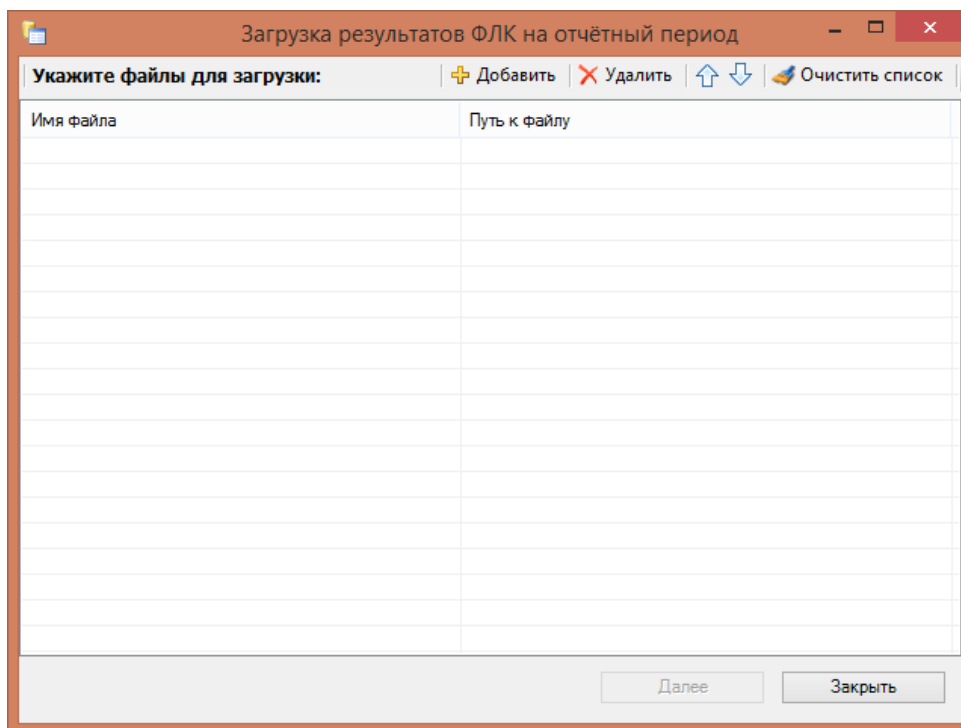 Загрузка результатов ФЛК на отчётный период
Укажите файлы для загрузки: Добавить Удалить Очистить список
Имя файла Путь к файлу
Далее Закрыть